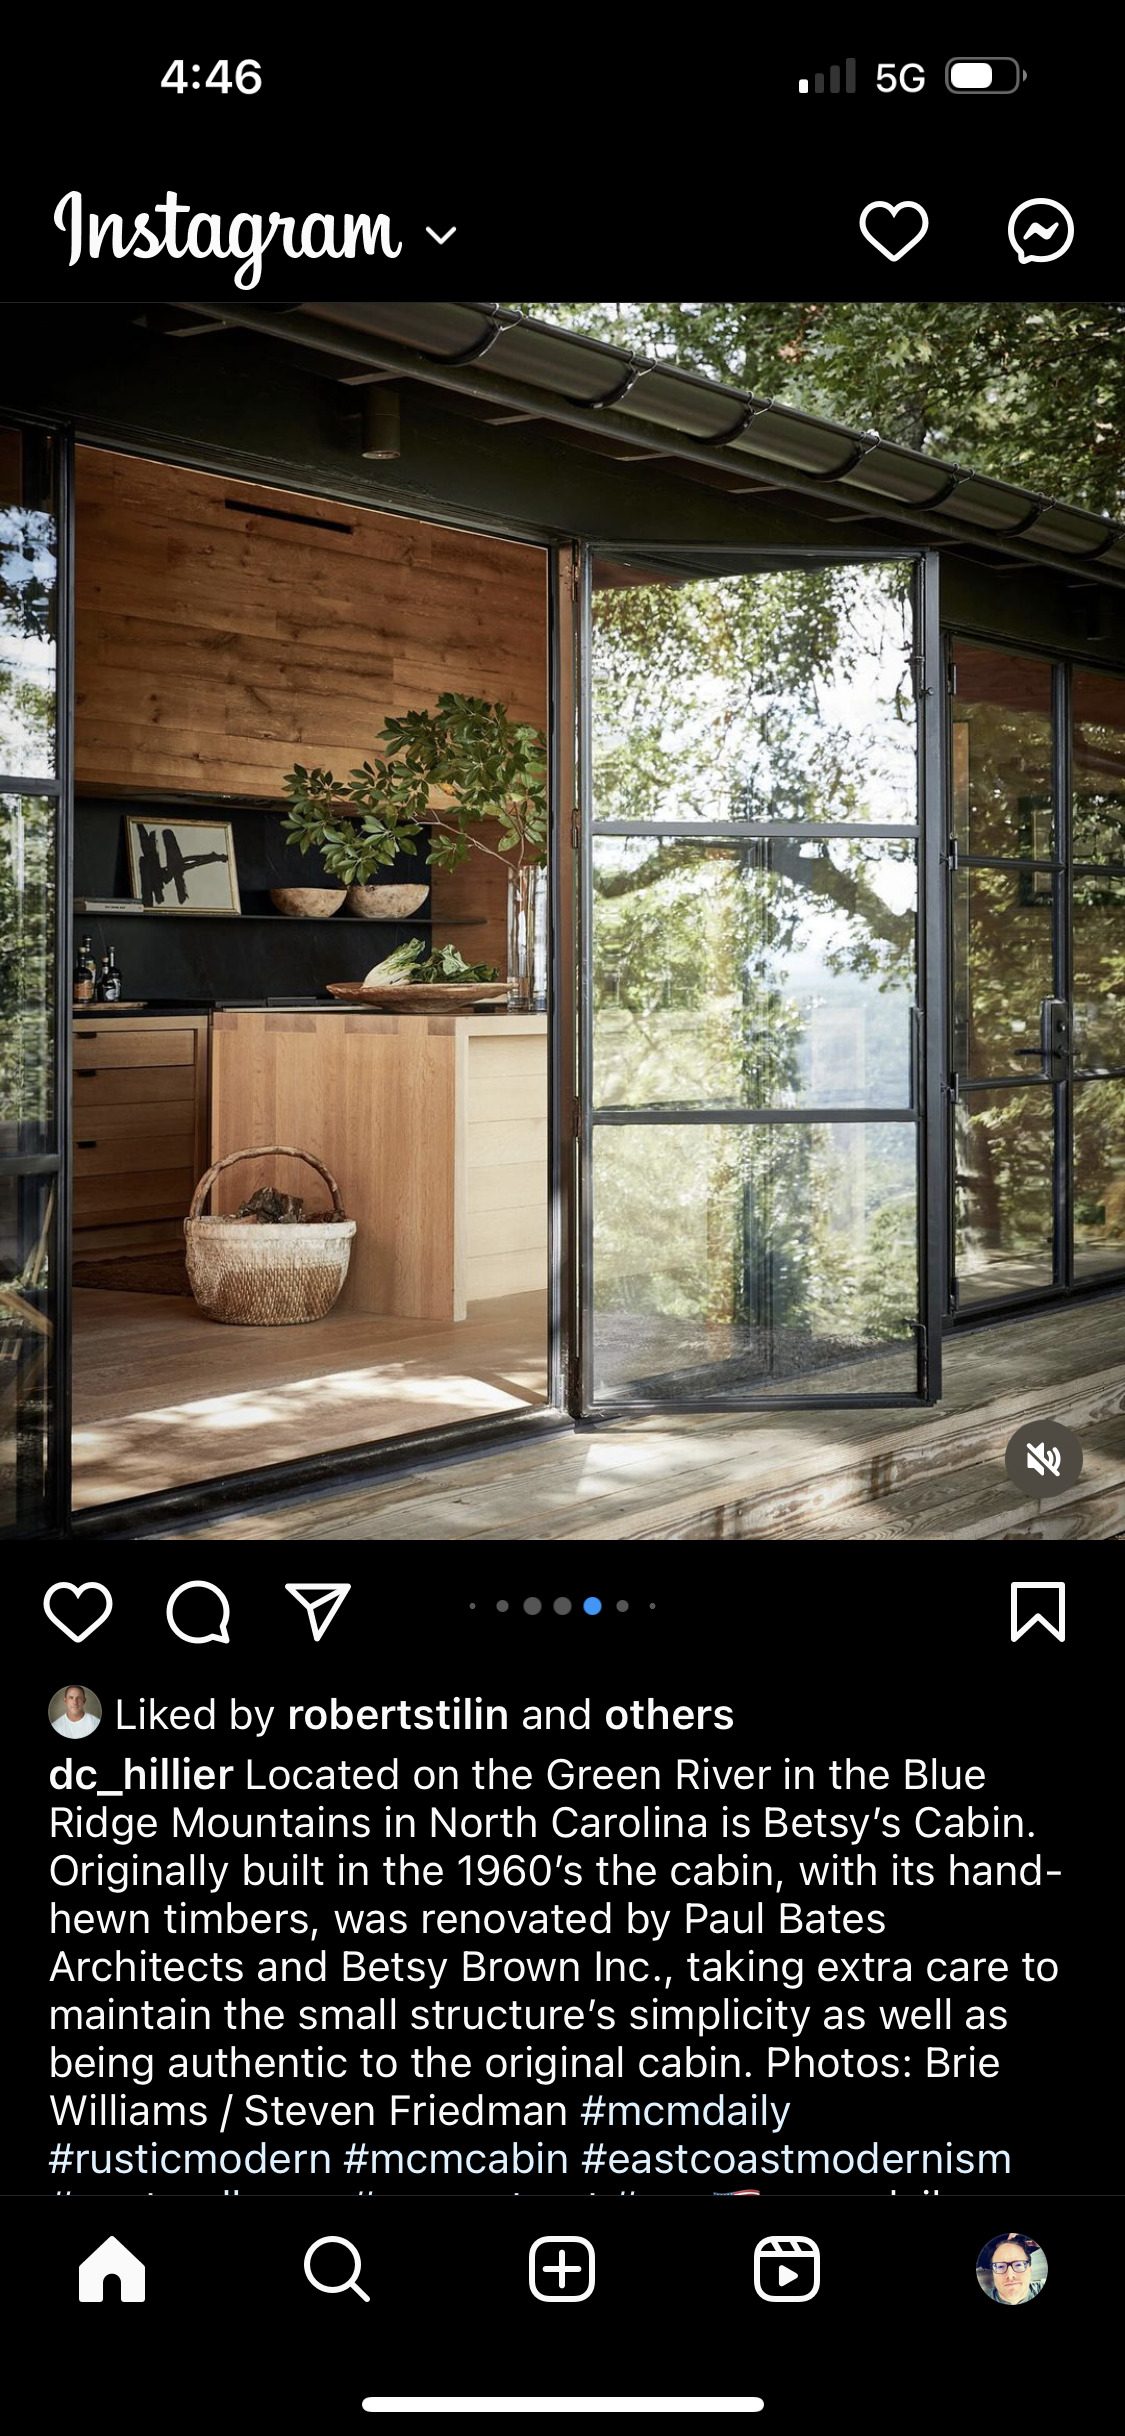 4:46 5G
Instagram
Liked by robertstilin and others
dc_hillier Located on the Green River in the Blue
Ridge Mountains in North Carolina is Betsy’s Cabin.
Originally built in the 1960’s the cabin, with its hand-
hewn timbers, was renovated by Paul Bates
Architects and Betsy Brown Inc., taking extra care to
maintain the small structure’s simplicity as well as
being authentic to the original cabin. Photos: Brie
Williams / Steven Friedman #mcmdaily
#rusticmodern #mcmcabin #eastcoastmodernism